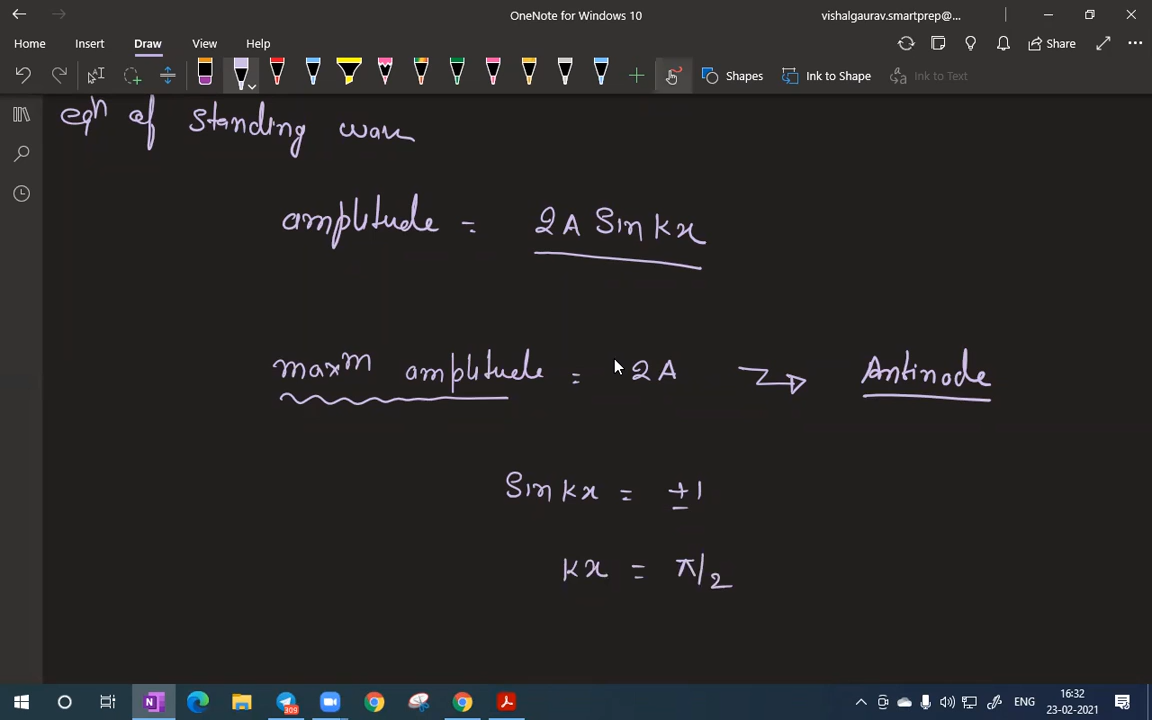 OneNote for Windows 10
vishalgaurav.smartprep@...
Home Insert Draw View Help
Share
Shapes Ink to Shape Ink to Text
eqn of standing wave
amplitude = 2A Sin kx
maxm amplitude = 2A Antinode
Sin kx = ±1
kx = π/2
309
N
ENG
16:32
23-02-2021